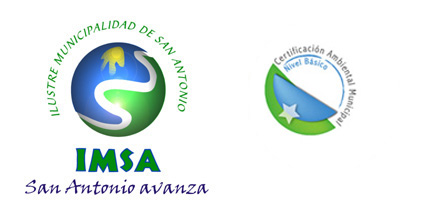 ILUSTRE MUNICIPALIDAD DE SAN ANTONIO
IMSA
San Antonio avanza
Certificación Ambiental Municipal
Nivel Básico